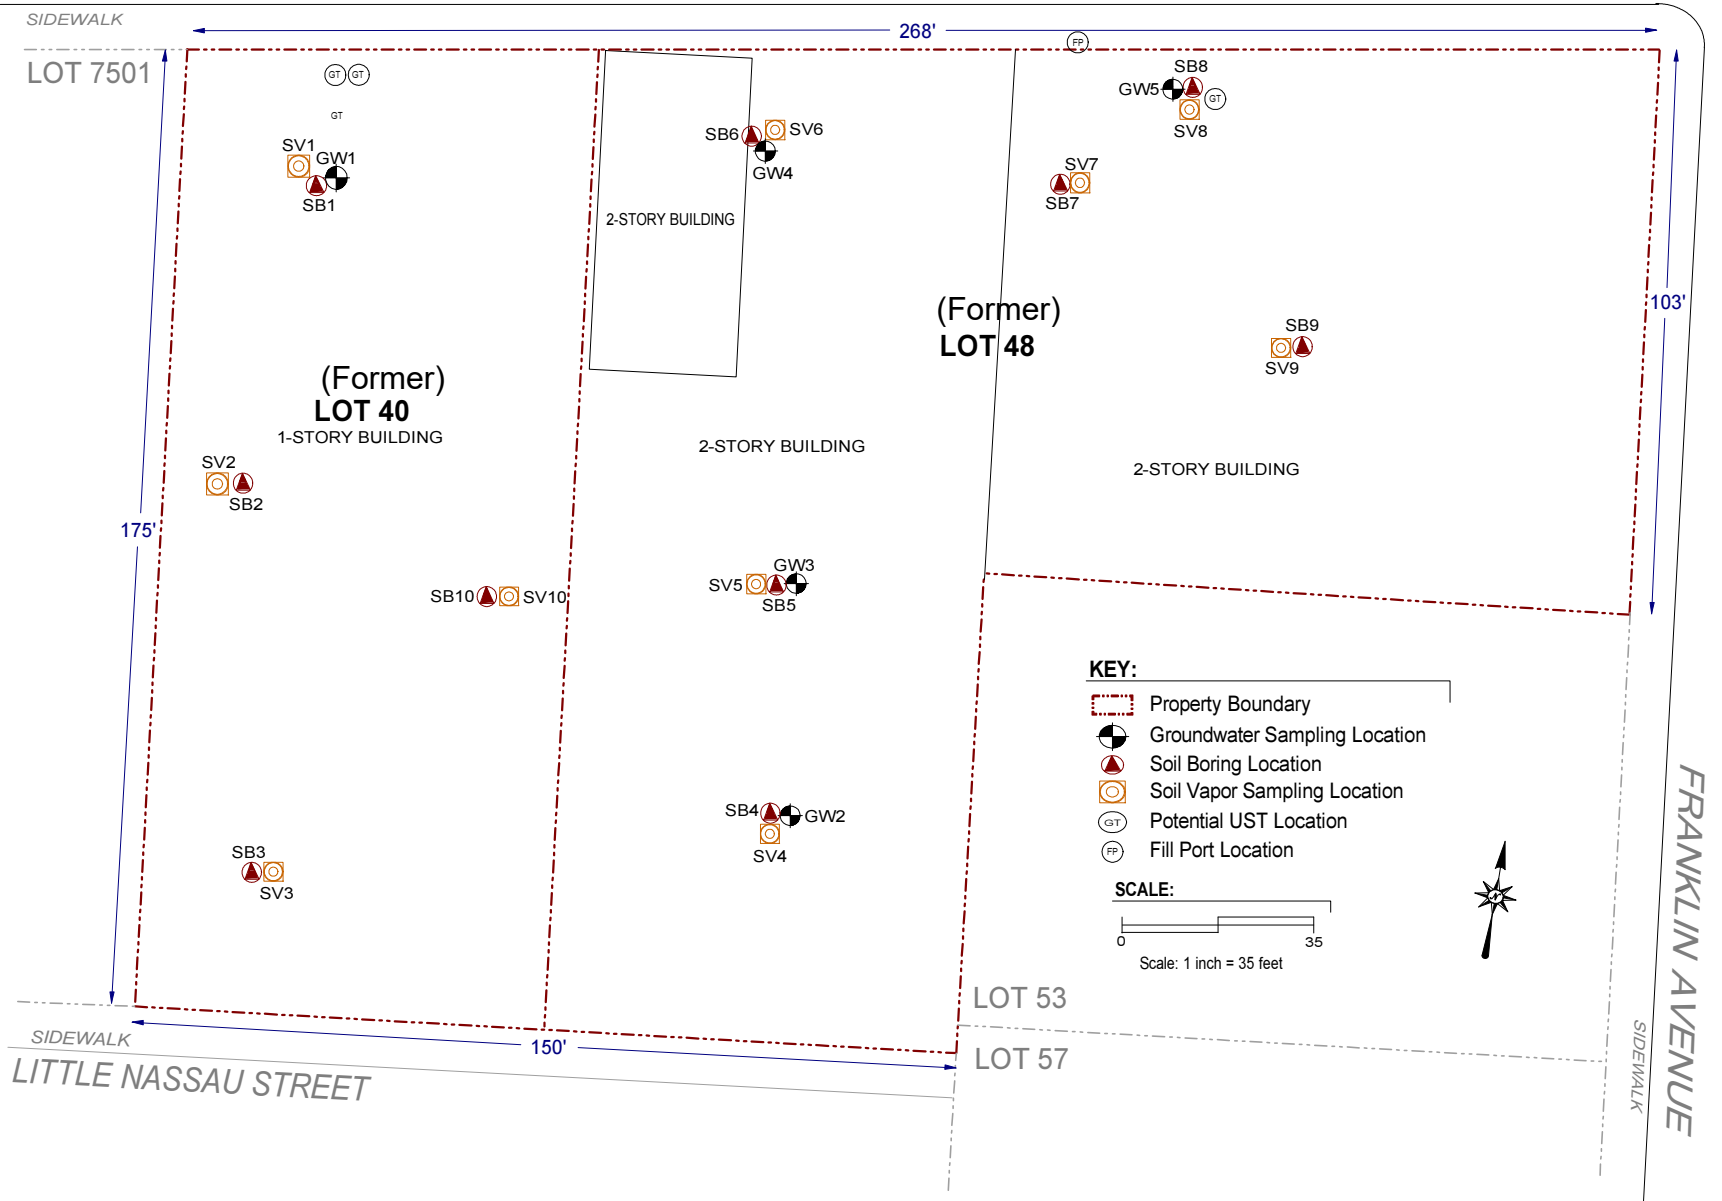 SIDEWALK
268'
LOT 7501
GT GT
GT
FP
SB8
GW5
GT
SV8
SV1
GW1
SB1
SB6
SV6
GW4
SV7
SB7
2-STORY BUILDING
103'
(Former)
LOT 48
SB9
SV9
(Former)
LOT 40
1-STORY BUILDING
2-STORY BUILDING
2-STORY BUILDING
SV2
SB2
175'
SB10
SV10
GW3
SV5
SB5
KEY:
Property Boundary
Groundwater Sampling Location
Soil Boring Location
Soil Vapor Sampling Location
GT Potential UST Location
FP Fill Port Location
SB4
GW2
SV4
SB3
SV3
SCALE:
0 35
Scale: 1 inch = 35 feet
N
LOT 53
LOT 57
SIDEWALK
150'
LITTLE NASSAU STREET
FRANKLIN AVENUE
SIDEWALK